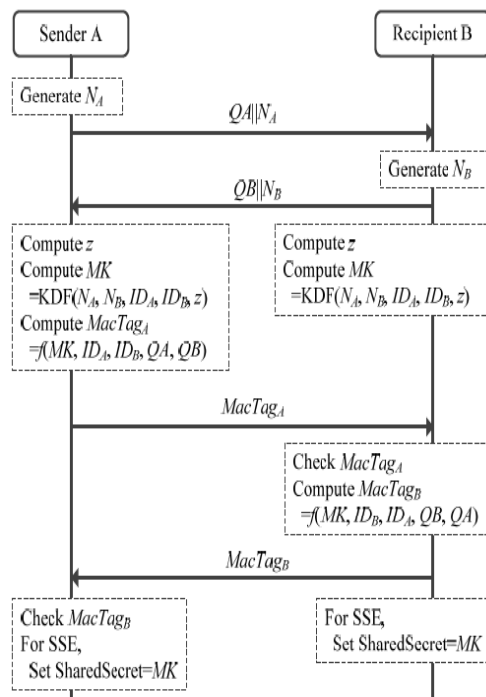 Sender A
Recipient B
Generate N_A
QA||N_A
Generate N_B
QB||N_B
Compute z
Compute MK
=KDF(N_A, N_B, ID_A, ID_B, z)
Compute MacTag_A
=f(MK, ID_A, ID_B, QA, QB)
Compute z
Compute MK
=KDF(N_A, N_B, ID_A, ID_B, z)
MacTag_A
Check MacTag_A
Compute MacTag_B
=f(MK, ID_B, ID_A, QB, QA)
MacTag_B
Check MacTag_B
For SSE,
Set SharedSecret=MK
For SSE,
Set SharedSecret=MK